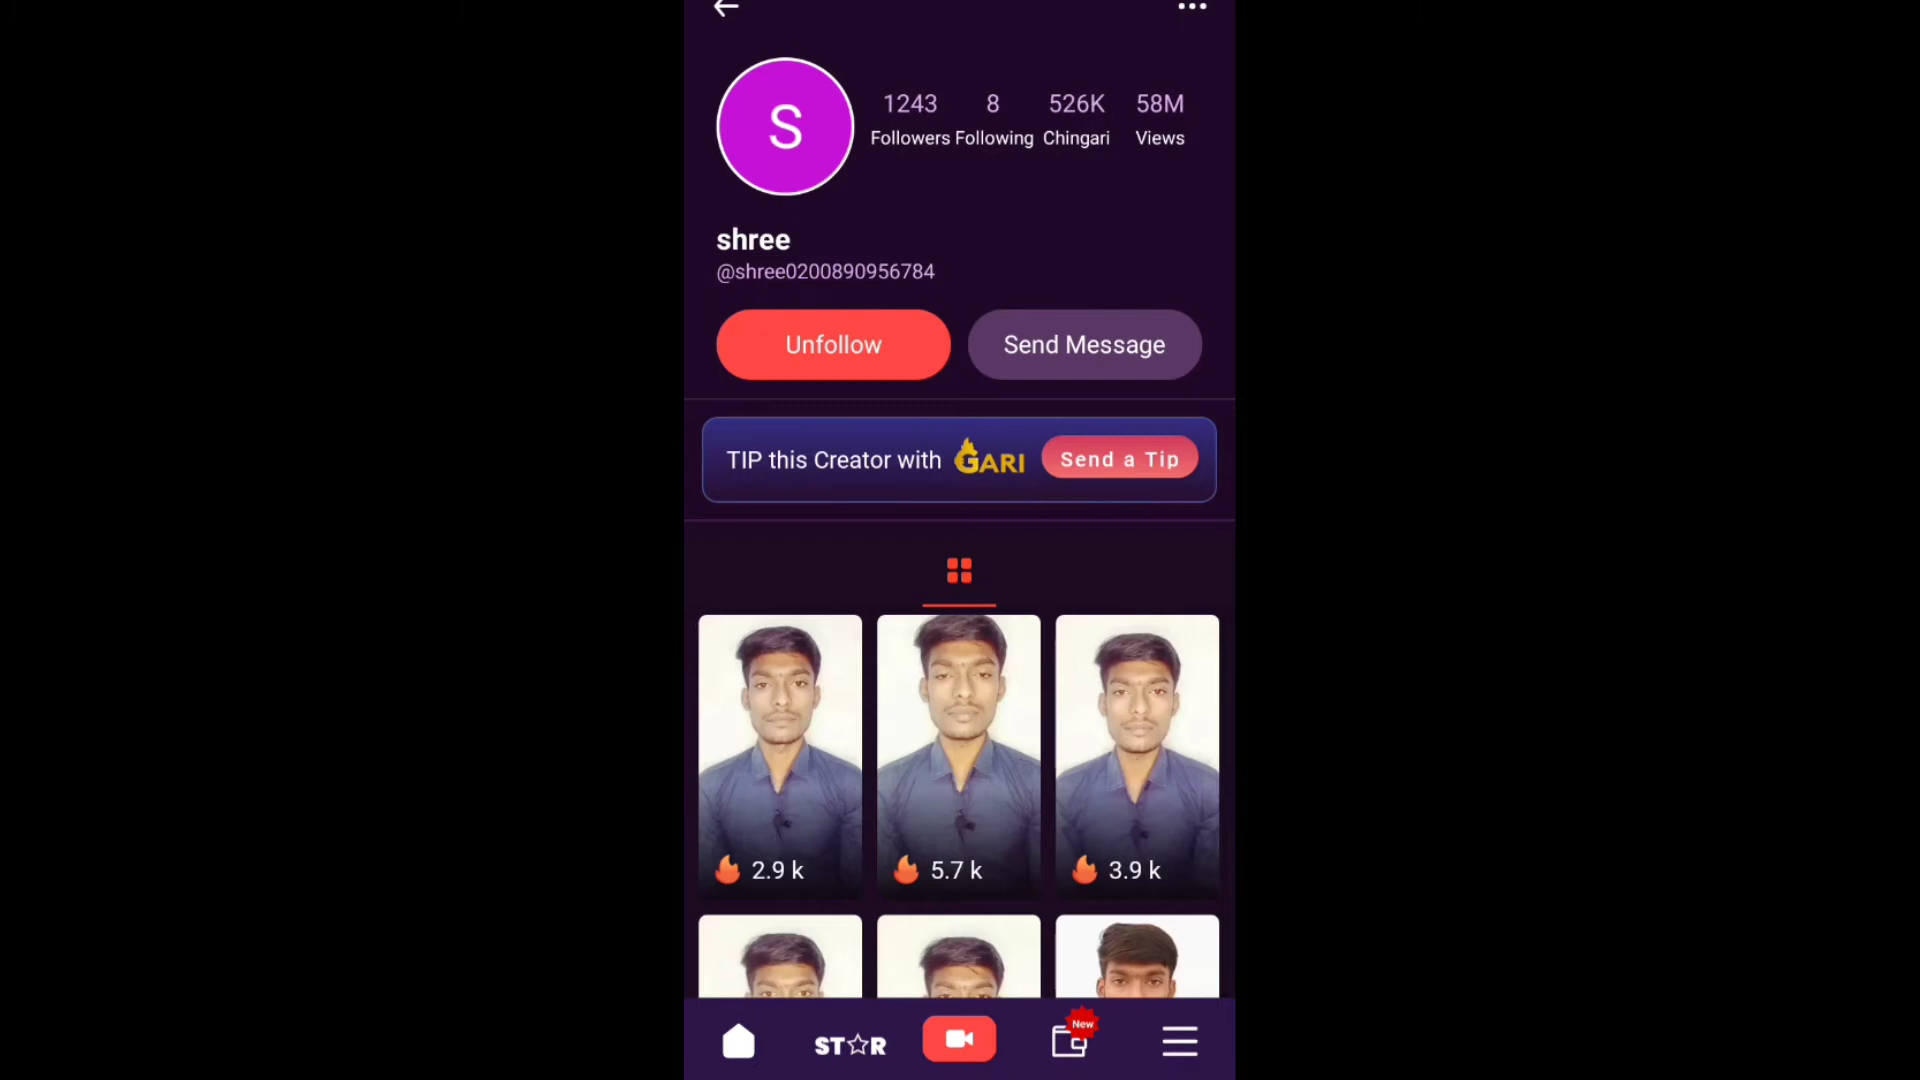 S
1243 8 526K 58M
Followers Following Chingari Views
shree
@shree0200890956784
Unfollow Send Message
TIP this Creator with GARI Send a Tip
2.9 k 5.7 k 3.9 k
New
ST☆R